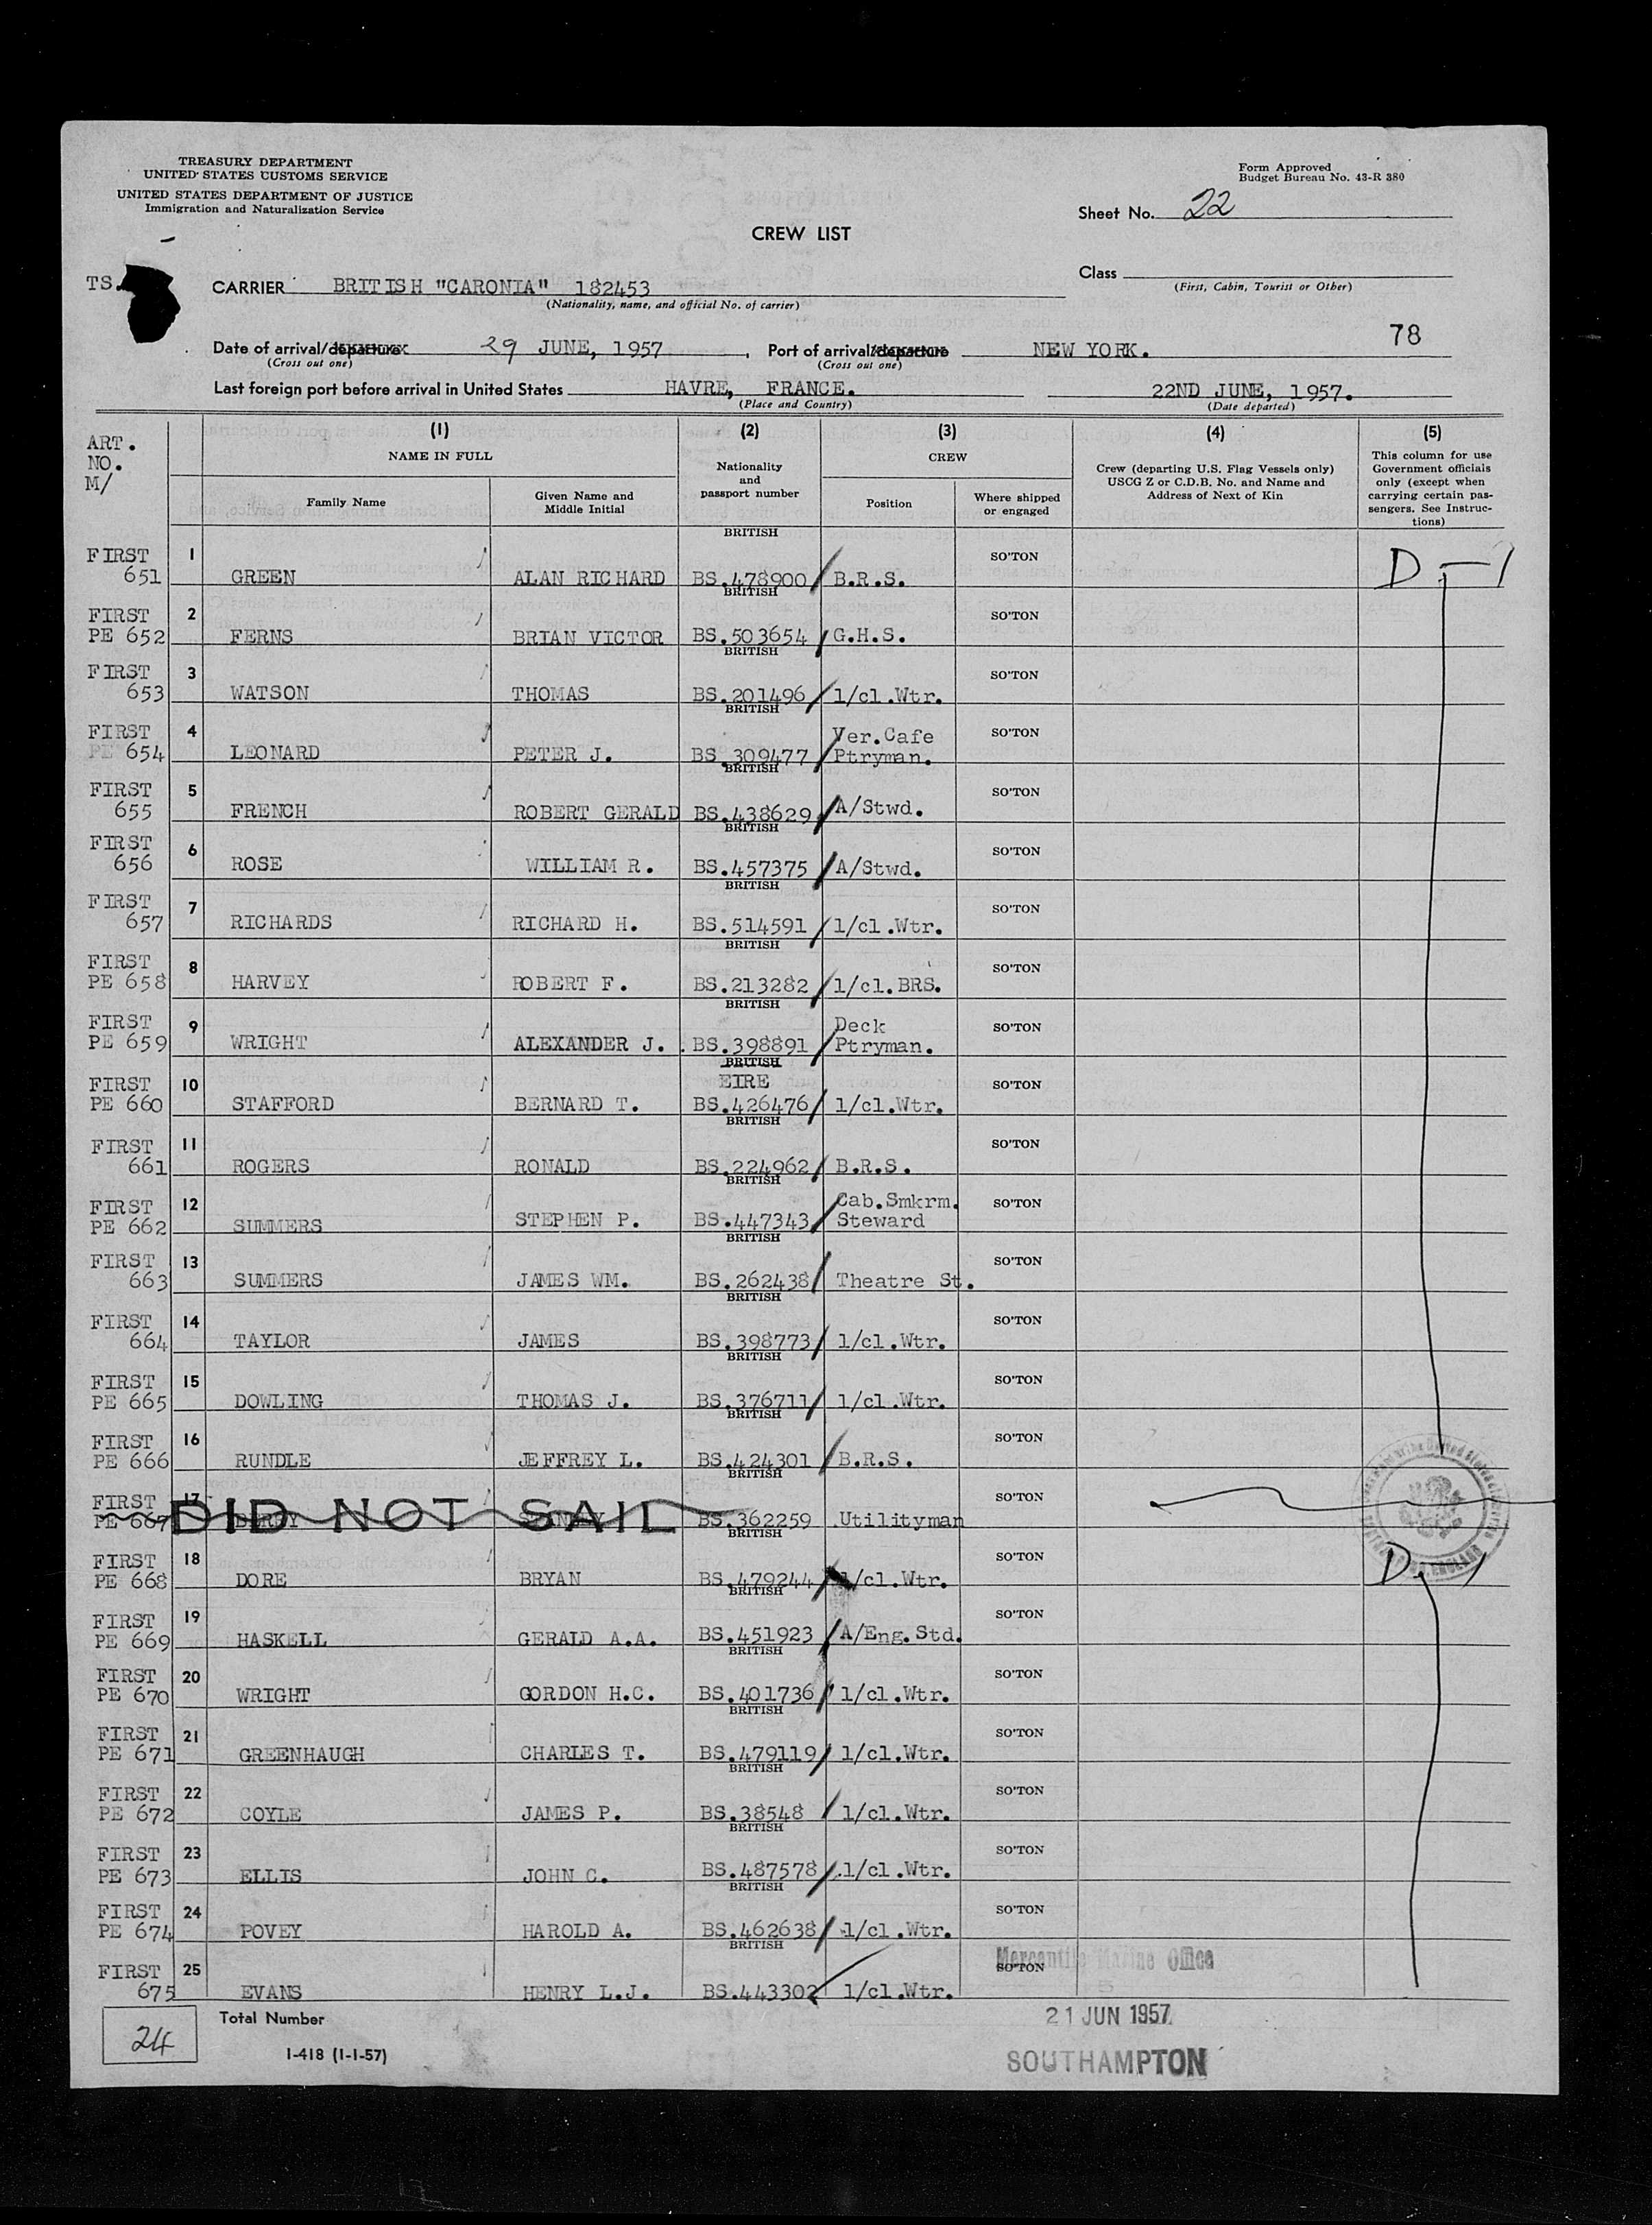 TREASURY DEPARTMENT
UNITED STATES CUSTOMS SERVICE
UNITED STATES DEPARTMENT OF JUSTICE
Immigration and Naturalization Service
Form Approved
Budget Bureau No. 43-R 380
Sheet No. 22
CREW LIST
Class
(First, Cabin, Tourist or Other)
TS.
CARRIER BRITISH "CARONIA" 182453
(Nationality, name, and official No. of carrier)
78
Date of arrival/departure 29 JUNE, 1957 , Port of arrival/departure NEW YORK.
(Cross out one) (Cross out one)
Last foreign port before arrival in United States HAVRE, FRANCE. 22ND JUNE, 1957.
(Place and Country) (Date departed)
ART.
NO.
M/
(1) (2) (3) (4) (5)
NAME IN FULL
Family Name
Given Name and
Middle Initial
Nationality
and
passport number
CREW
Position
Where shipped
or engaged
Crew (departing U.S. Flag Vessels only)
USCG Z or C.D.B. No. and Name and
Address of Next of Kin
This column for use
Government officials
only (except when
carrying certain pas-
sengers. See Instruc-
tions)
BRITISH
FIRST 1 SO'TON D-1
651 GREEN ALAN RICHARD BS.478900 B.R.S.
BRITISH
FIRST 2 SO'TON
PE 652 FERNS BRIAN VICTOR BS.503654 G.H.S.
BRITISH
FIRST 3 SO'TON
653 WATSON THOMAS BS.201496 1/cl.Wtr.
BRITISH
FIRST 4 Ver.Cafe SO'TON
PE 654 LEONARD PETER J. BS.309477 Ptryman.
BRITISH
FIRST 5 SO'TON
655 FRENCH ROBERT GERALD BS.438629 A/Stwd.
BRITISH
FIRST 6 SO'TON
656 ROSE WILLIAM R. BS.457375 A/Stwd.
BRITISH
FIRST 7 SO'TON
657 RICHARDS RICHARD H. BS.514591 1/cl.Wtr.
BRITISH
FIRST 8 SO'TON
PE 658 HARVEY ROBERT F. BS.213282 1/cl.BRS.
BRITISH
FIRST 9 Deck SO'TON
PE 659 WRIGHT ALEXANDER J. BS.398891 Ptryman.
BRITISH
FIRST 10 EIRE SO'TON
PE 660 STAFFORD BERNARD T. BS.426476 1/cl.Wtr.
BRITISH
FIRST 11 SO'TON
661 ROGERS RONALD BS.224962 B.R.S.
BRITISH
FIRST 12 Cab.Smkrm. SO'TON
PE 662 SUMMERS STEPHEN P. BS.447343 Steward
BRITISH
FIRST 13 SO'TON
663 SUMMERS JAMES WM. BS.262438 Theatre St.
BRITISH
FIRST 14 SO'TON
664 TAYLOR JAMES BS.398773 1/cl.Wtr.
BRITISH
FIRST 15 SO'TON
PE 665 DOWLING THOMAS J. BS.376711 1/cl.Wtr.
BRITISH
FIRST 16 SO'TON
PE 666 RUNDLE JEFFREY L. BS.424301 B.R.S.
BRITISH
FIRST 17 SO'TON
PE 667 DID NOT SAIL BS.362259 Utilityman
BRITISH
FIRST 18 SO'TON D-1
PE 668 DORE BRYAN BS.479244 1/cl.Wtr.
BRITISH
FIRST 19 SO'TON
PE 669 HASKELL GERALD A.A. BS.451923 A/Eng.Std.
BRITISH
FIRST 20 SO'TON
PE 670 WRIGHT GORDON H.C. BS.401736 1/cl.Wtr.
BRITISH
FIRST 21 SO'TON
PE 671 GREENHAUGH CHARLES T. BS.479119 1/cl.Wtr.
BRITISH
FIRST 22 SO'TON
PE 672 COYLE JAMES P. BS.38548 1/cl.Wtr.
BRITISH
FIRST 23 SO'TON
PE 673 ELLIS JOHN C. BS.487578 1/cl.Wtr.
BRITISH
FIRST 24 SO'TON
PE 674 POVEY HAROLD A. BS.462638 1/cl.Wtr.
BRITISH
FIRST 25 SO'TON Mercantile Marine Office
675 EVANS HENRY L.J. BS.443302 1/cl.Wtr.
24 Total Number
21 JUN 1957
I-418 (1-1-57)
SOUTHAMPTON